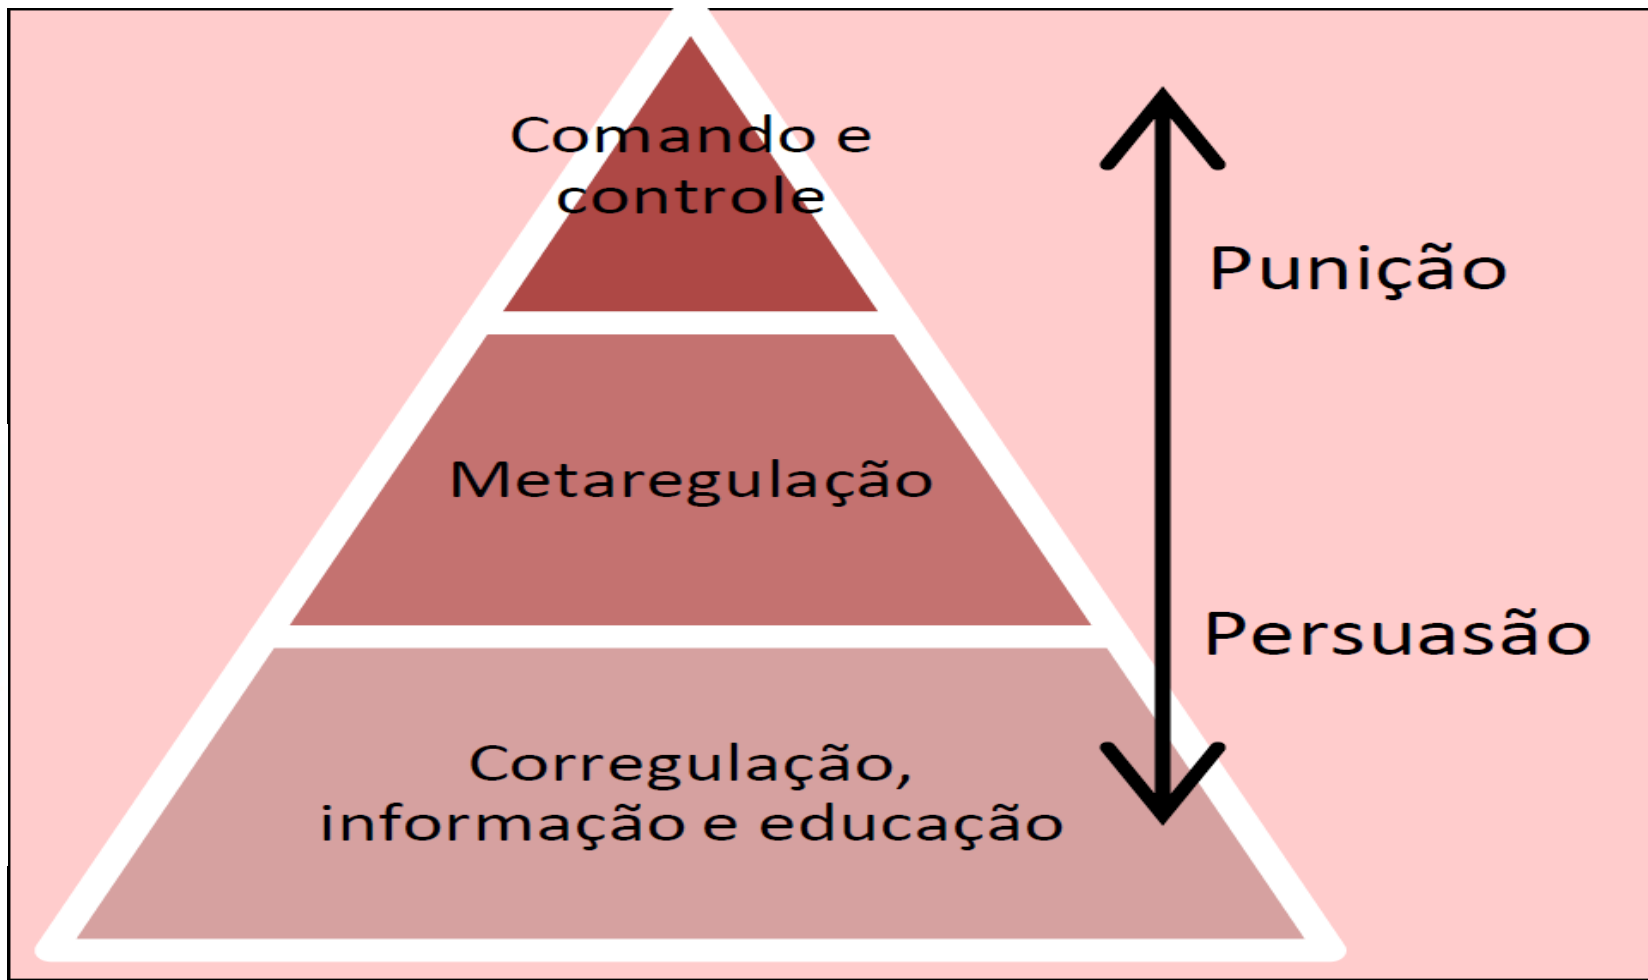 Comando e
controle
Punição
Metaregulação
Persuasão
Corregulação,
informação e educação